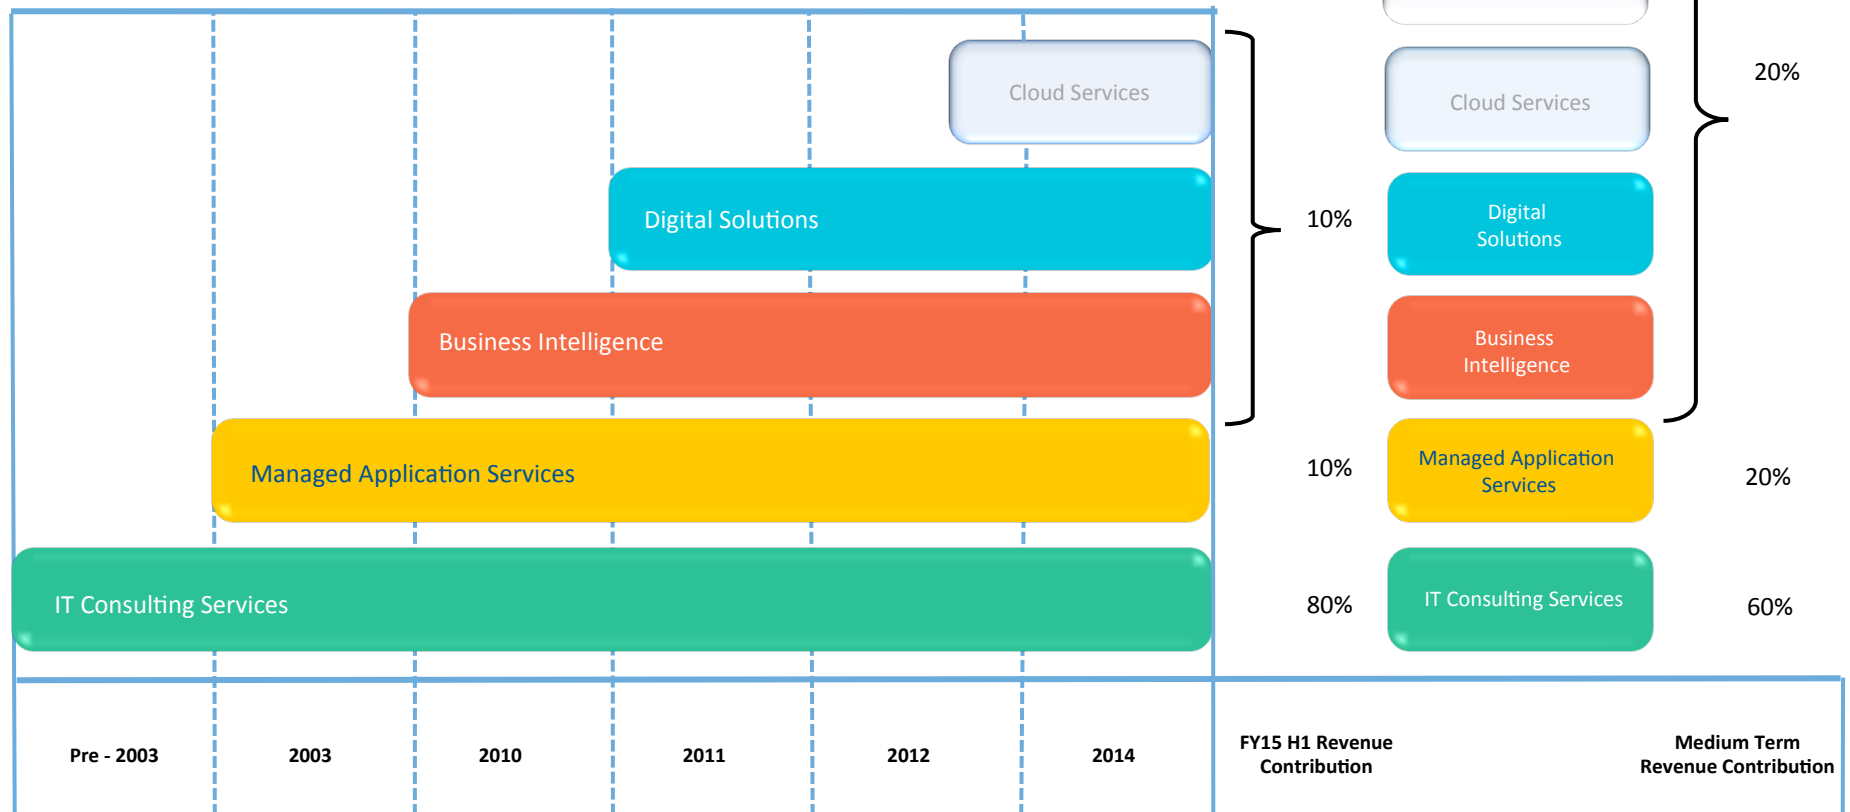 20%
Cloud Services
Cloud Services
Digital Solutions
10%
Digital
Solutions
Business Intelligence
Business
Intelligence
Managed Application Services
10%
Managed Application
Services
20%
IT Consulting Services
80%
IT Consulting Services
60%
Pre - 2003
2003
2010
2011
2012
2014
FY15 H1 Revenue
Contribution
Medium Term
Revenue Contribution